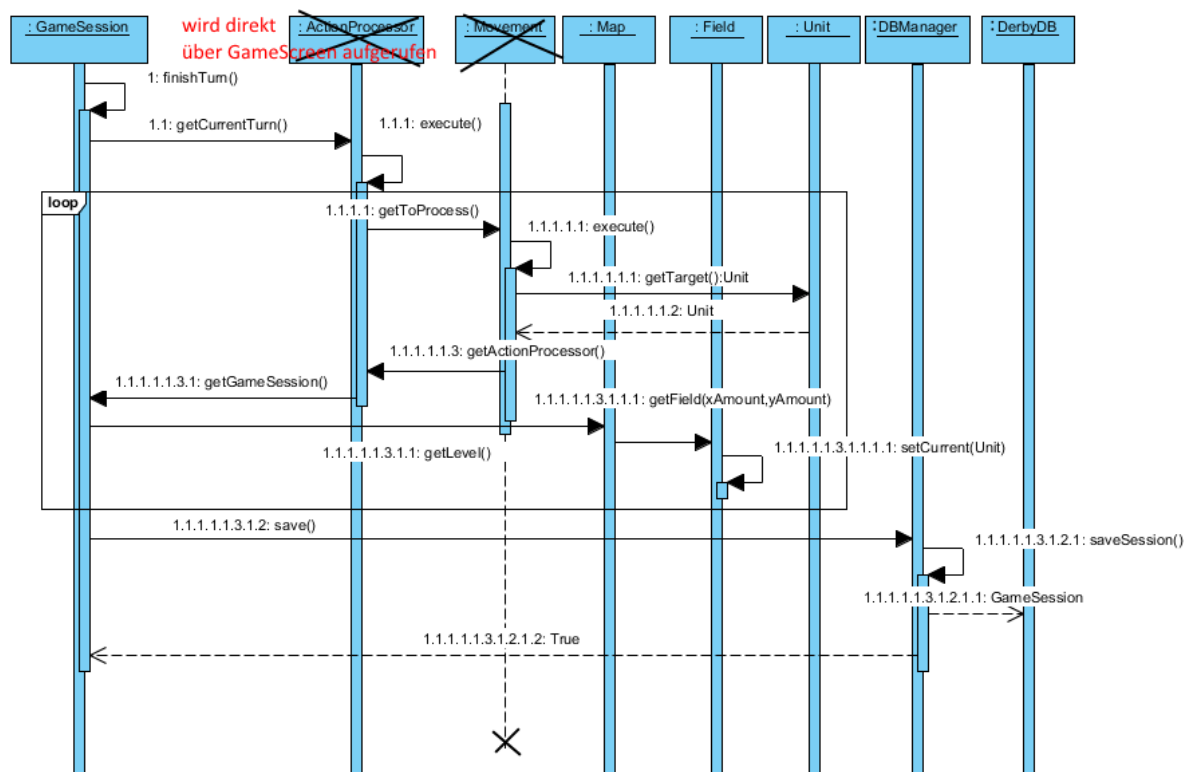 : GameSession
wird direkt
über GameScreen aufgerufen
: ActionProcessor
: Movement
: Map
: Field
: Unit
:DBManager
:DerbyDB
1: finishTurn()
1.1: getCurrentTurn()
1.1.1: execute()
loop
1.1.1.1: getToProcess()
1.1.1.1.1: execute()
1.1.1.1.1.1: getTarget():Unit
1.1.1.1.1.2: Unit
1.1.1.1.1.3: getActionProcessor()
1.1.1.1.1.3.1: getGameSession()
1.1.1.1.1.3.1.1.1: getField(xAmount,yAmount)
1.1.1.1.1.3.1.1: getLevel()
1.1.1.1.1.3.1.1.1.1: setCurrent(Unit)
1.1.1.1.1.3.1.2: save()
1.1.1.1.1.3.1.2.1: saveSession()
1.1.1.1.1.3.1.2.1.1: GameSession
1.1.1.1.1.3.1.2.1.2: True